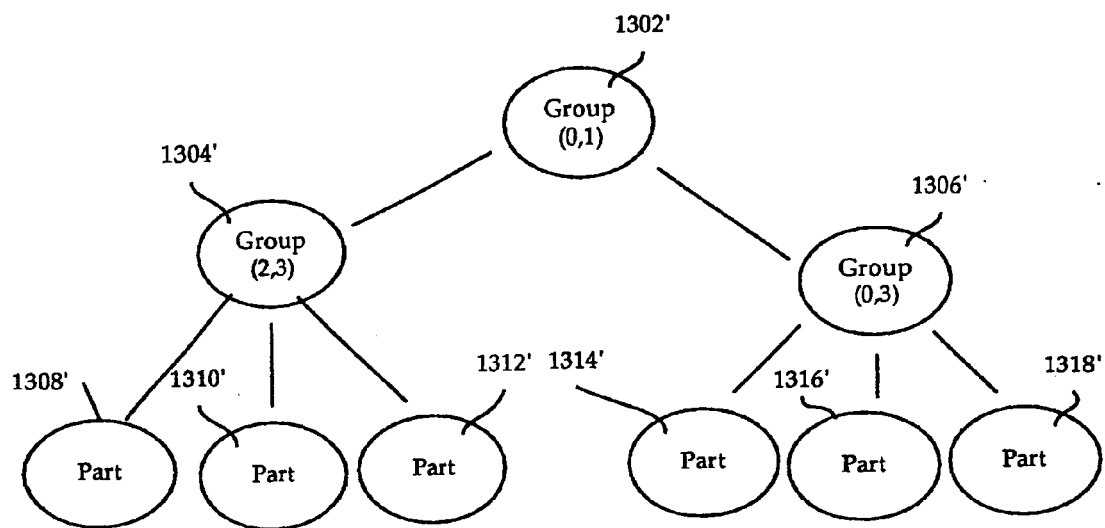 1302'
Group
(0,1)
1304'
1306'
Group
(2,3)
Group
(0,3)
1308'
1310'
1312'
1314'
1316'
1318'
Part
Part
Part
Part
Part
Part